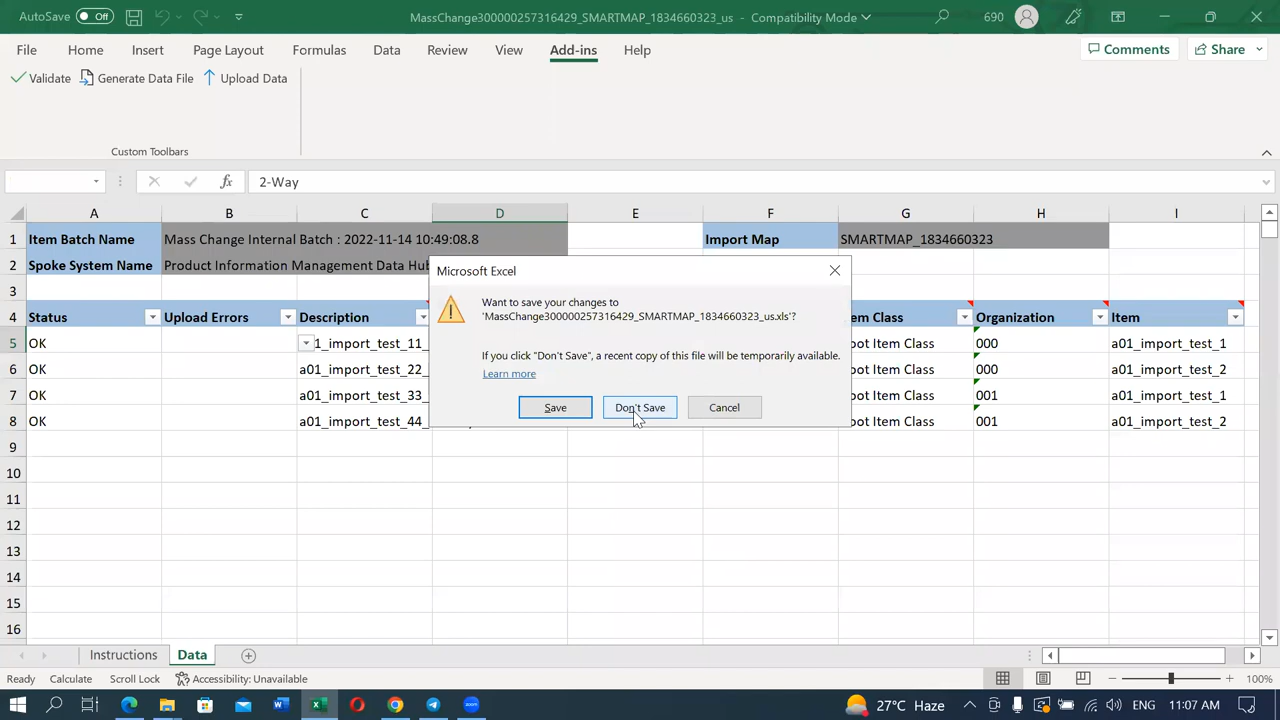 AutoSave Off MassChange300000257316429_SMARTMAP_1834660323_us - Compatibility Mode 690
File Home Insert Page Layout Formulas Data Review View Add-ins Help Comments Share
Validate Generate Data File Upload Data
Custom Toolbars
fx 2-Way
A B C D E F G H I
1 Item Batch Name Mass Change Internal Batch : 2022-11-14 10:49:08.8 Import Map SMARTMAP_1834660323
2 Spoke System Name Product Information Management Data Hub
3
4 Status Upload Errors Description Item Class Organization Item
5 OK 1_import_test_11_ Root Item Class 000 a01_import_test_1
6 OK a01_import_test_22_ Root Item Class 000 a01_import_test_2
7 OK a01_import_test_33_ Root Item Class 001 a01_import_test_1
8 OK a01_import_test_44_ Root Item Class 001 a01_import_test_2
9
10
11
12
13
14
15
16
Microsoft Excel
Want to save your changes to
'MassChange300000257316429_SMARTMAP_1834660323_us.xls'?
If you click "Don't Save", a recent copy of this file will be temporarily available.
Learn more
Save Don't Save Cancel
Instructions Data
Ready Calculate Scroll Lock Accessibility: Unavailable 100%
27°C Haze ENG 11:07 AM